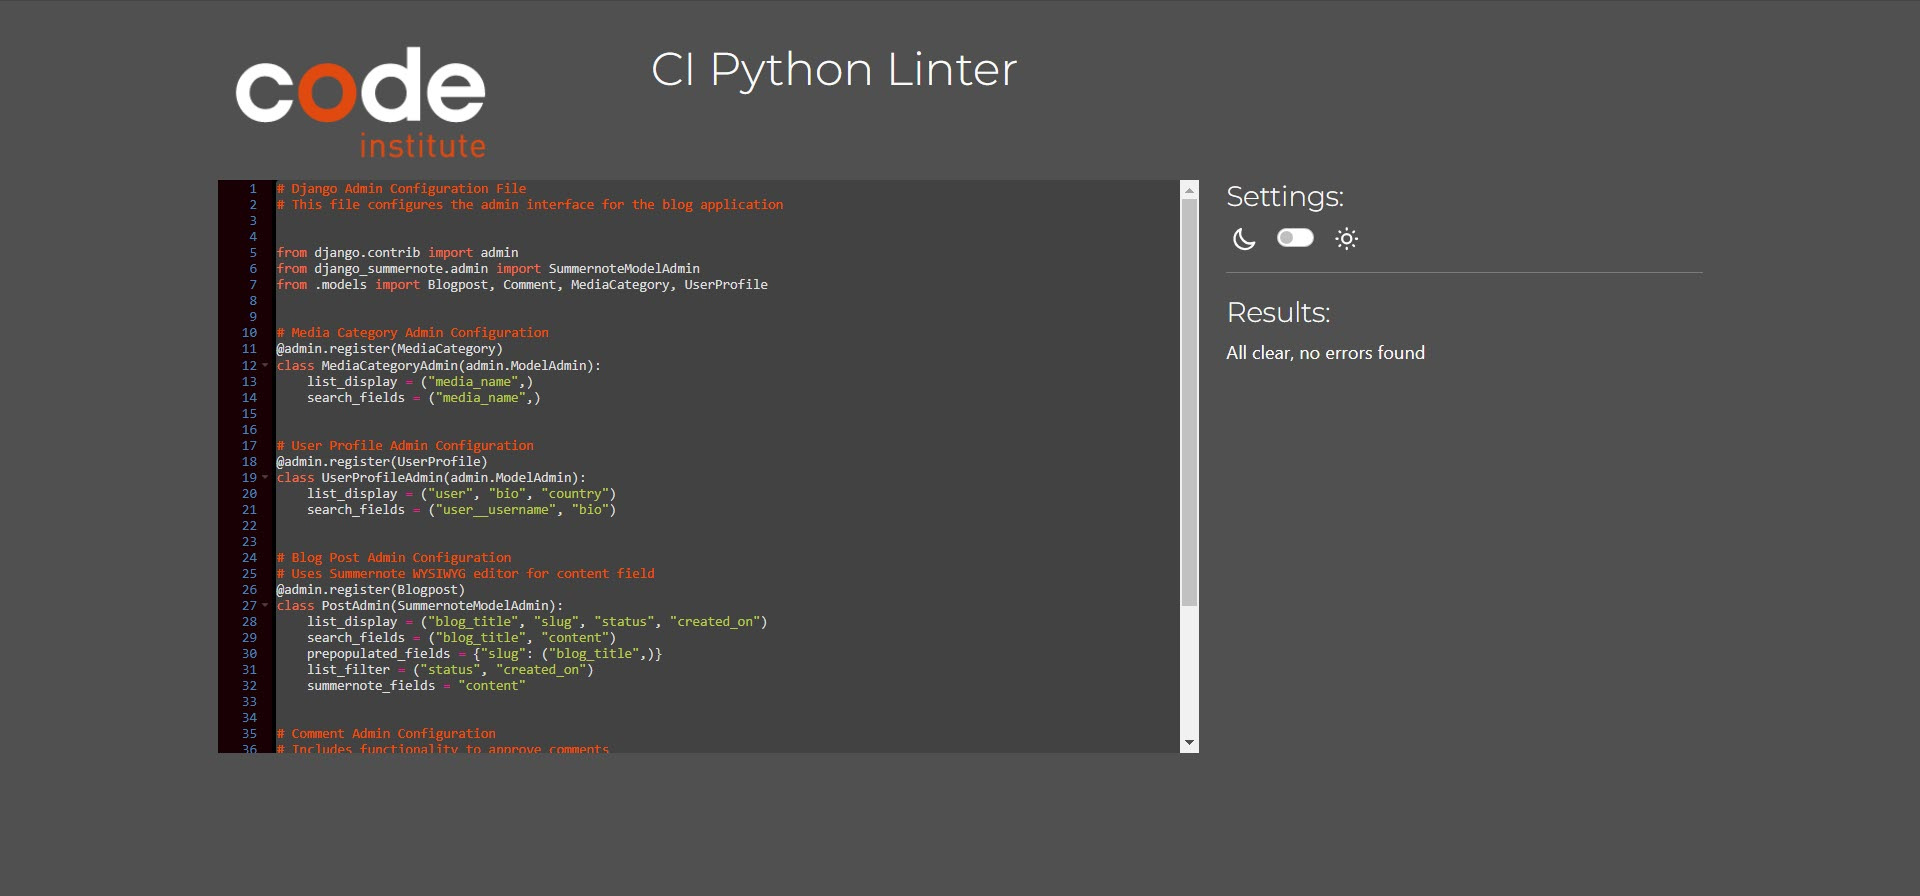 code
institute
CI Python Linter
1 # Django Admin Configuration File
2 # This file configures the admin interface for the blog application
3
4
5 from django.contrib import admin
6 from django_summernote.admin import SummernoteModelAdmin
7 from .models import Blogpost, Comment, MediaCategory, UserProfile
8
9
10 # Media Category Admin Configuration
11 @admin.register(MediaCategory)
12 class MediaCategoryAdmin(admin.ModelAdmin):
13     list_display = ("media_name",)
14     search_fields = ("media_name",)
15
16
17 # User Profile Admin Configuration
18 @admin.register(UserProfile)
19 class UserProfileAdmin(admin.ModelAdmin):
20     list_display = ("user", "bio", "country")
21     search_fields = ("user__username", "bio")
22
23
24 # Blog Post Admin Configuration
25 # Uses Summernote WYSIWYG editor for content field
26 @admin.register(Blogpost)
27 class PostAdmin(SummernoteModelAdmin):
28     list_display = ("blog_title", "slug", "status", "created_on")
29     search_fields = ("blog_title", "content")
30     prepopulated_fields = {"slug": ("blog_title",)}
31     list_filter = ("status", "created_on")
32     summernote_fields = "content"
33
34
35 # Comment Admin Configuration
36 # Includes functionality to approve comments
Settings:
Results:
All clear, no errors found